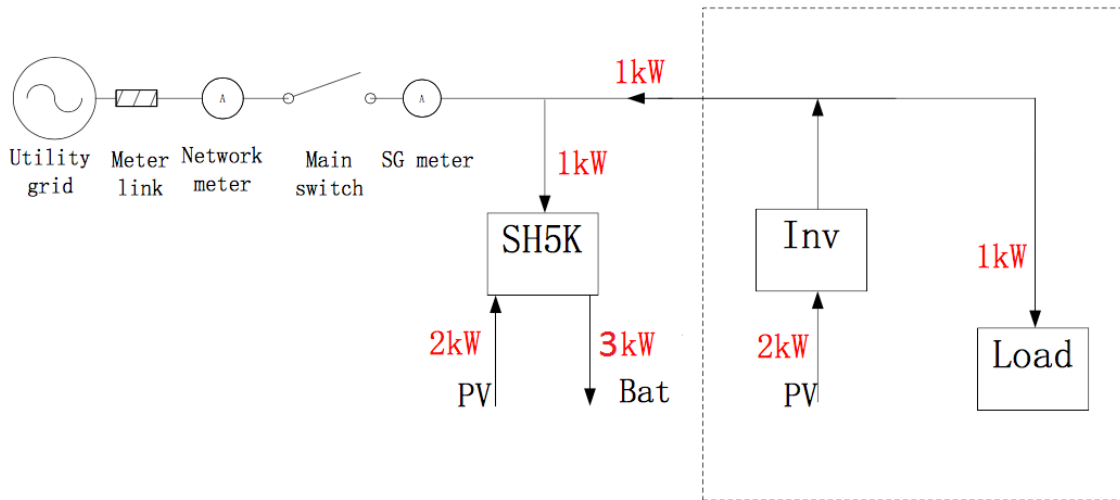 1kW
A
A
Utility
grid
Meter
link
Network
meter
Main
switch
SG meter
1kW
SH5K
Inv
1kW
2kW
3kW
2kW
Load
PV
Bat
PV